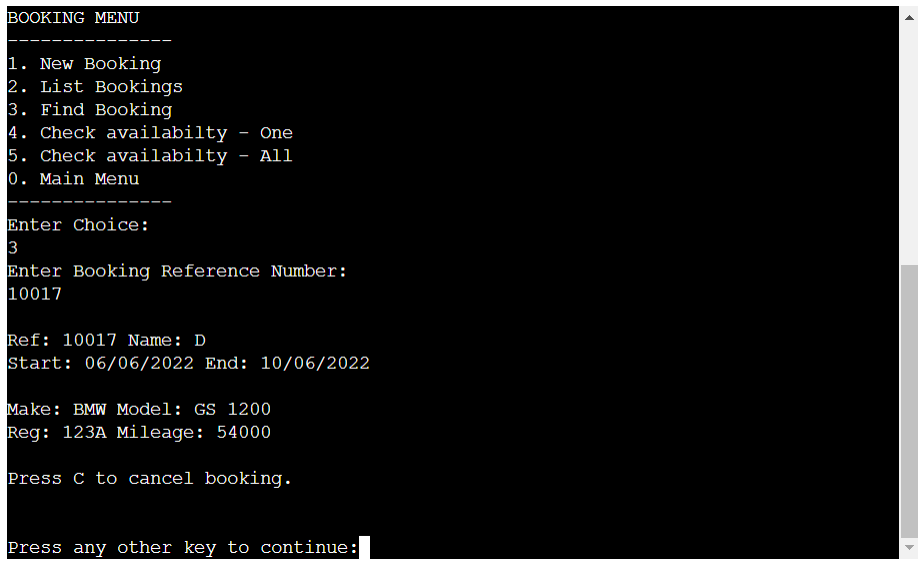 BOOKING MENU
---------------
1. New Booking
2. List Bookings
3. Find Booking
4. Check availabilty - One
5. Check availabilty - All
0. Main Menu
---------------
Enter Choice:
3
Enter Booking Reference Number:
10017
Ref: 10017 Name: D
Start: 06/06/2022 End: 10/06/2022
Make: BMW Model: GS 1200
Reg: 123A Mileage: 54000
Press C to cancel booking.
Press any other key to continue: